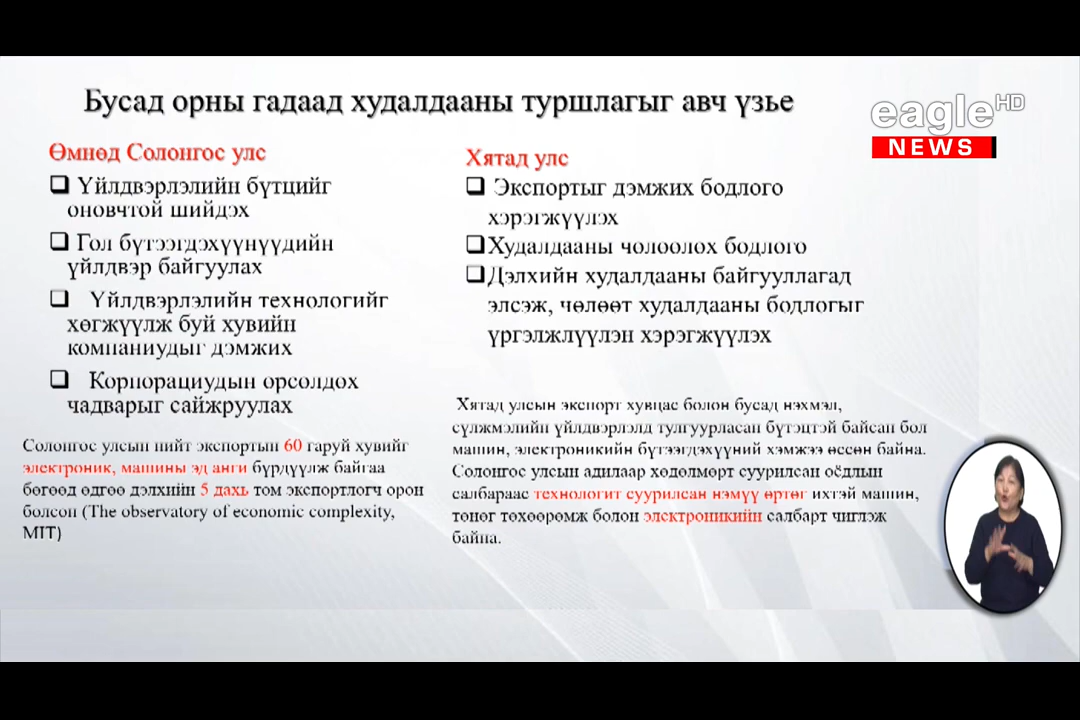 Бусад орны гадаад худалдааны туршлагыг авч үзье
eagle HD
NEWS
Өмнөд Солонгос улс
❑ Үйлдвэрлэлийн бүтцийг
оновчтой шийдэх
❑ Гол бүтээгдэхүүнүүдийн
үйлдвэр байгуулах
❑ Үйлдвэрлэлийн технологийг
хөгжүүлж буй хувийн
компаниудыг дэмжих
❑ Корпорациудын өрсөлдөх
чадварыг сайжруулах
Солонгос улсын нийт экспортын 60 гаруй хувийг
электроник, машины эд анги бүрдүүлж байгаа
бөгөөд өдгөө дэлхийн 5 дахь том экспортлогч орон
болсон (The observatory of economic complexity,
MIT)
Хятад улс
❑ Экспортыг дэмжих бодлого
хэрэгжүүлэх
❑Худалдааны чөлөөлөх бодлого
❑Дэлхийн худалдааны байгууллагад
элсэж, чөлөөт худалдааны бодлогыг
үргэлжлүүлэн хэрэгжүүлэх
Хятад улсын экспорт хувцас болон бусад нэхмэл,
сүлжмэлийн үйлдвэрлэлд тулгуурласан бүтэцтэй байсан бол
машин, электроникийн бүтээгдэхүүний хэмжээ өссөн байна.
Солонгос улсын адилаар хөдөлмөрт суурилсан оёдлын
салбараас технологит суурилсан нэмүү өртөг ихтэй машин,
тоног төхөөрөмж болон электроникийн салбарт чиглэж
байна.